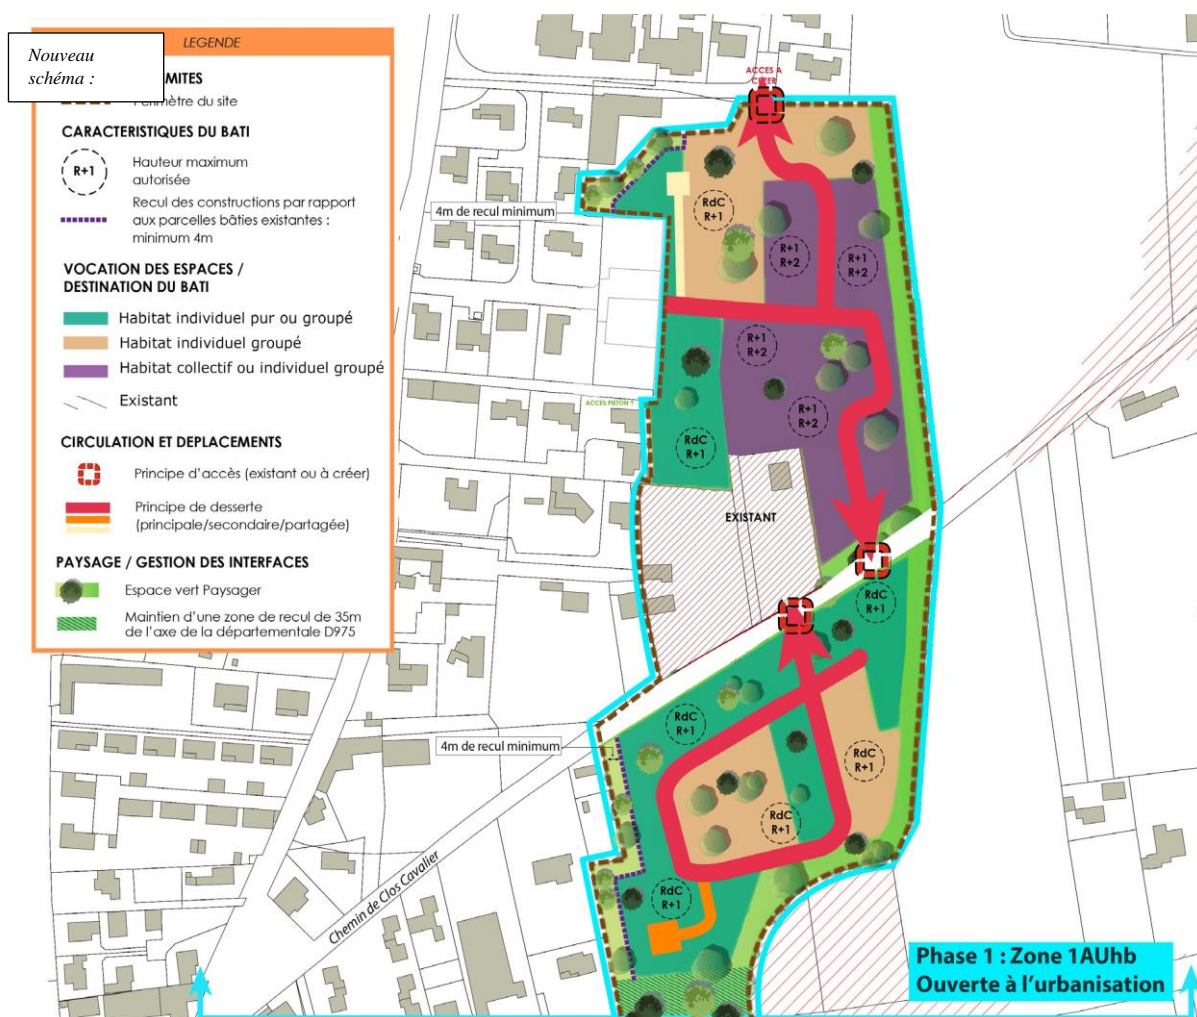 Nouveau
schéma :
LEGENDE
MITES
Périmètre du site
CARACTERISTIQUES DU BATI
R+1
Hauteur maximum
autorisée
Recul des constructions par rapport
aux parcelles bâties existantes :
minimum 4m
VOCATION DES ESPACES /
DESTINATION DU BATI
Habitat individuel pur ou groupé
Habitat individuel groupé
Habitat collectif ou individuel groupé
Existant
CIRCULATION ET DEPLACEMENTS
Principe d'accès (existant ou à créer)
Principe de desserte
(principale/secondaire/partagée)
PAYSAGE / GESTION DES INTERFACES
Espace vert Paysager
Maintien d'une zone de recul de 35m
de l'axe de la départementale D975
ACCES A
CREER
4m de recul minimum
RdC
R+1
R+1
R+2
R+1
R+2
R+1
R+2
ACCES PIETON ?
R+1
R+2
RdC
R+1
EXISTANT
RdC
R+1
RdC
R+1
4m de recul minimum
RdC
R+1
RdC
R+1
RdC
R+1
Chemin de Clos Cavalier
Phase 1 : Zone 1AUhb
Ouverte à l'urbanisation